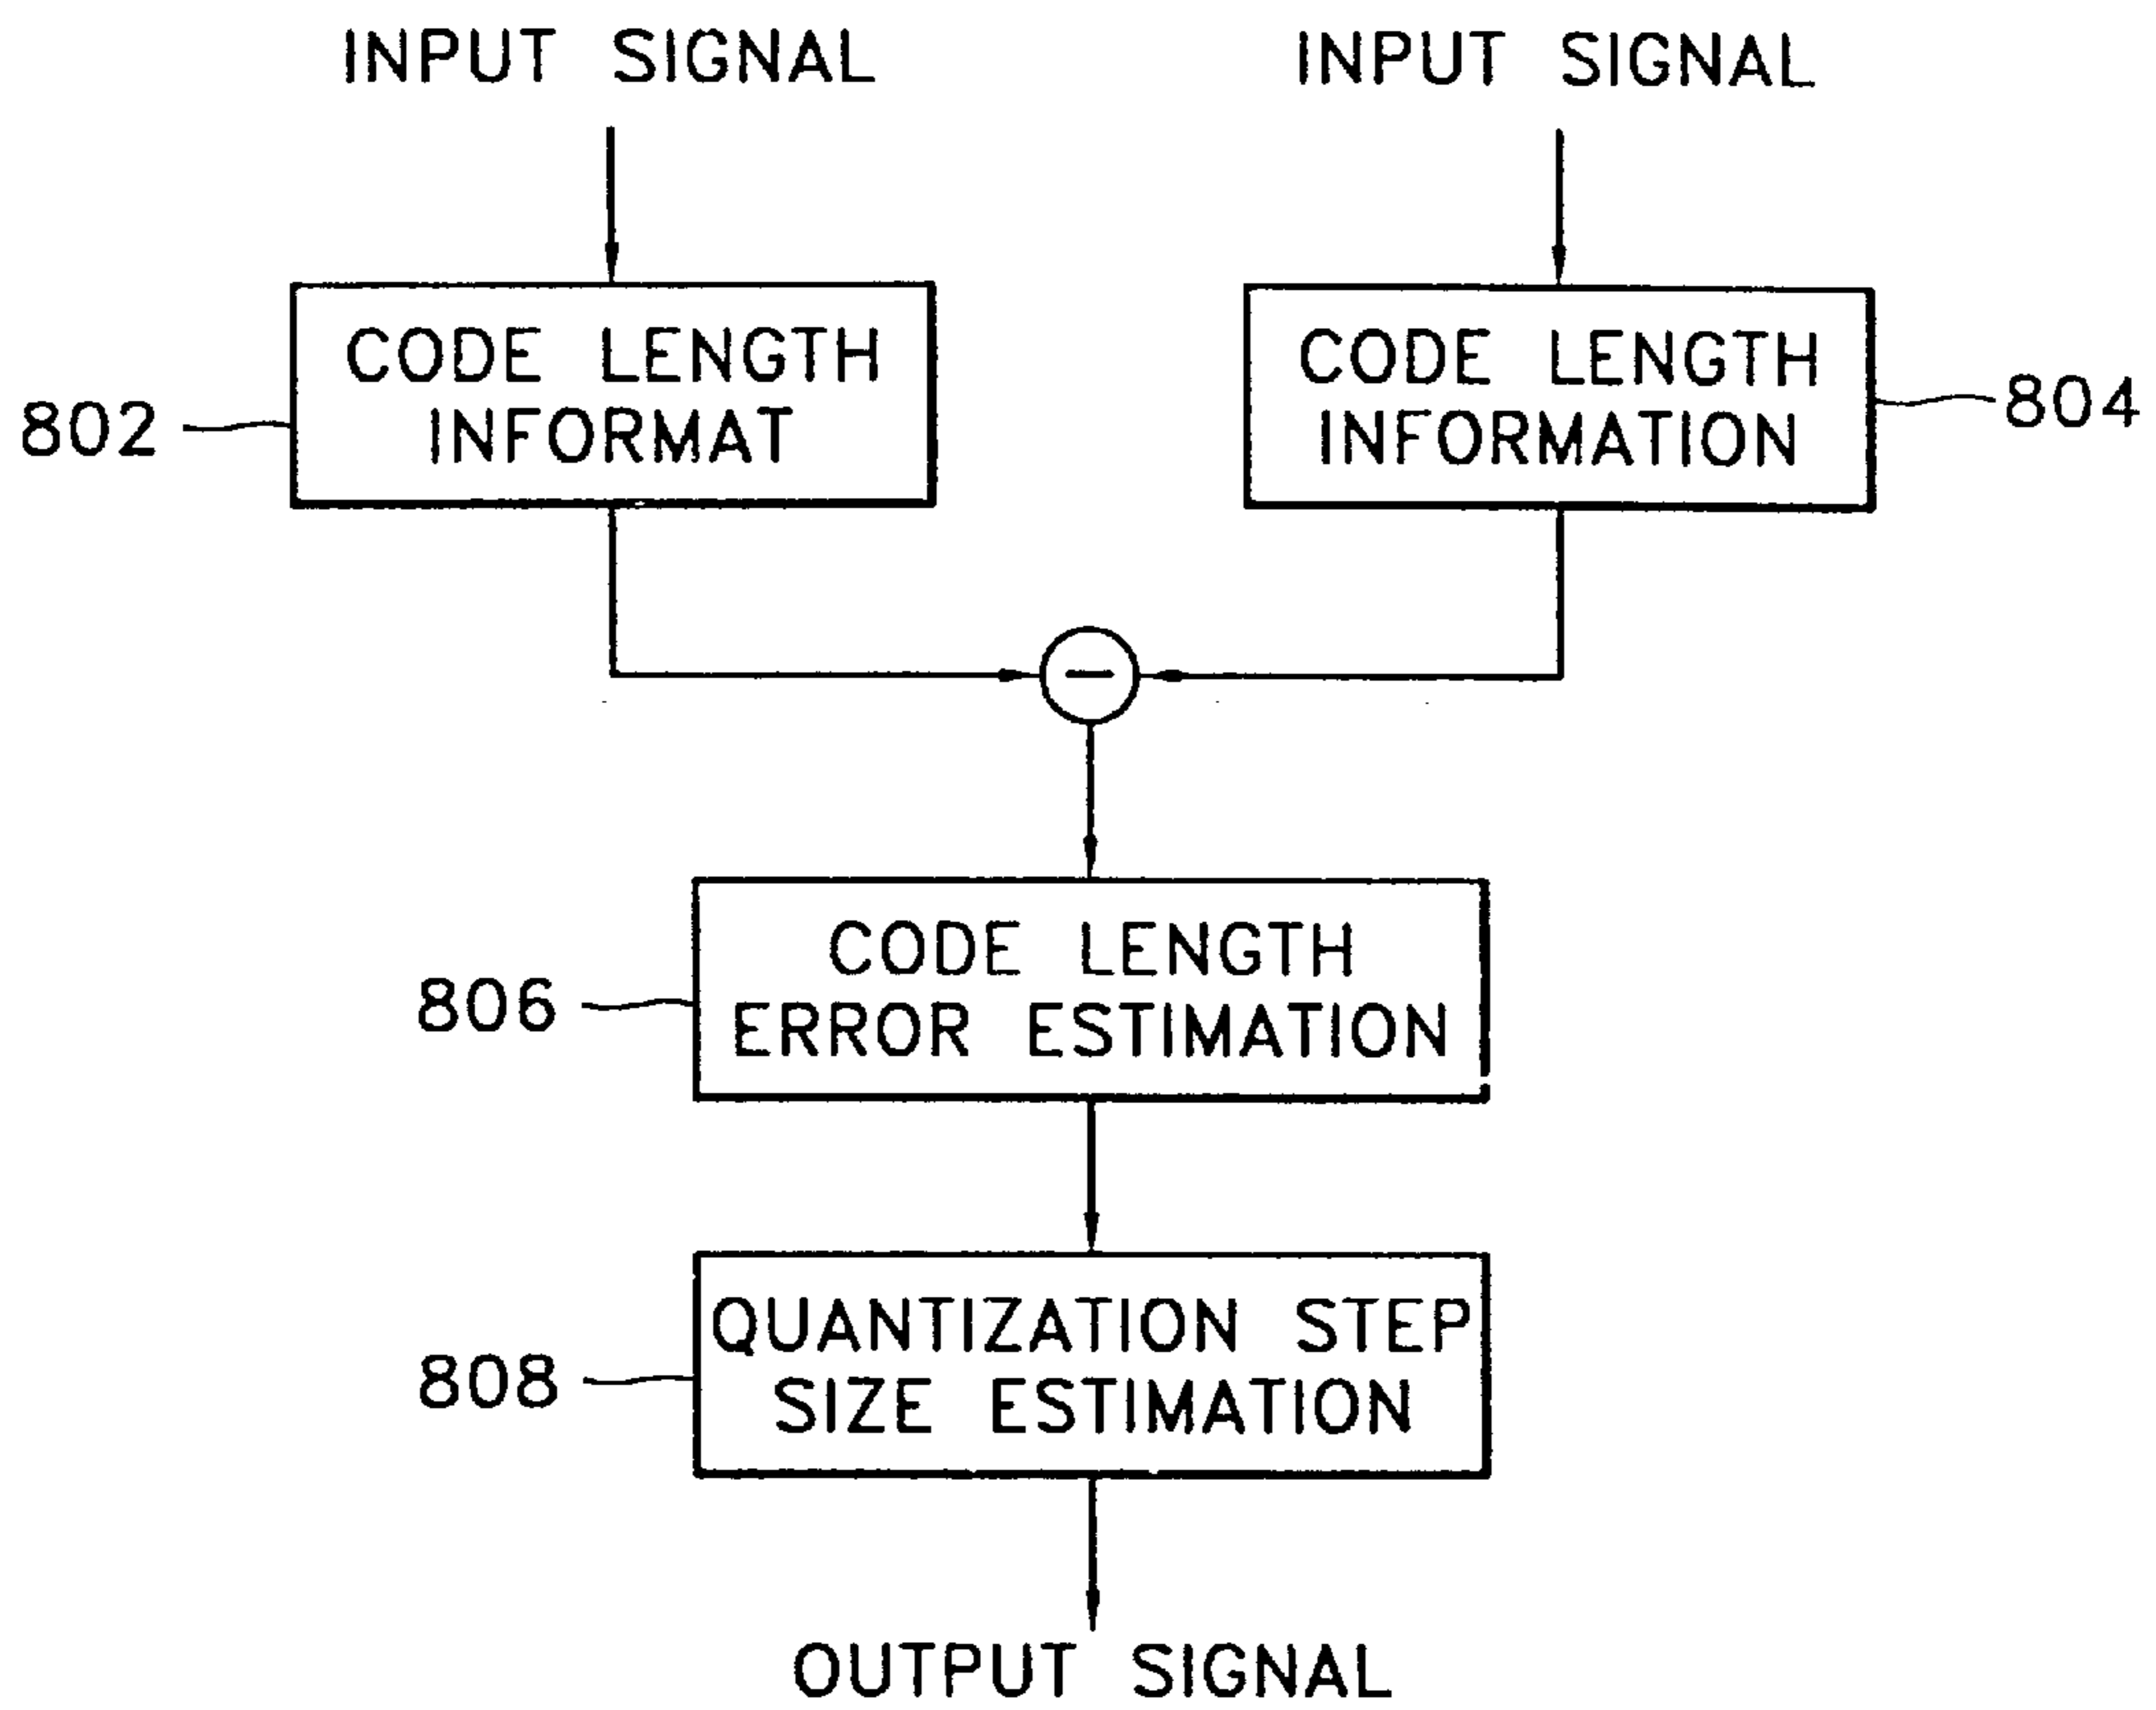 INPUT SIGNAL
INPUT SIGNAL
CODE LENGTH
INFORMAT
802
CODE LENGTH
INFORMATION
804
–
CODE LENGTH
ERROR ESTIMATION
806
QUANTIZATION STEP
SIZE ESTIMATION
808
OUTPUT SIGNAL